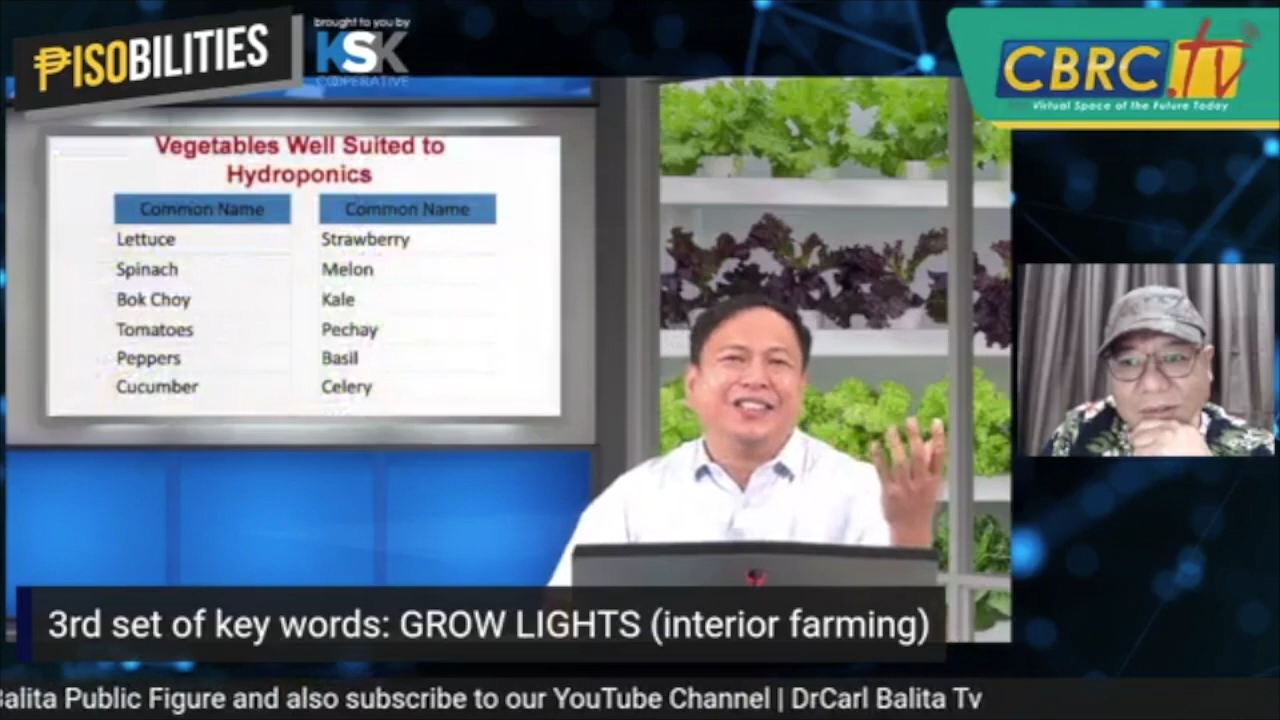 ₱ISOBILITIES
brought to you by
KSK
COOPERATIVE
CBRC.tv
Virtual Space of the Future Today
Vegetables Well Suited to
Hydroponics
Common Name Common Name
Lettuce Strawberry
Spinach Melon
Bok Choy Kale
Tomatoes Pechay
Peppers Basil
Cucumber Celery
3rd set of key words: GROW LIGHTS (interior farming)
Balita Public Figure and also subscribe to our YouTube Channel | DrCarl Balita Tv